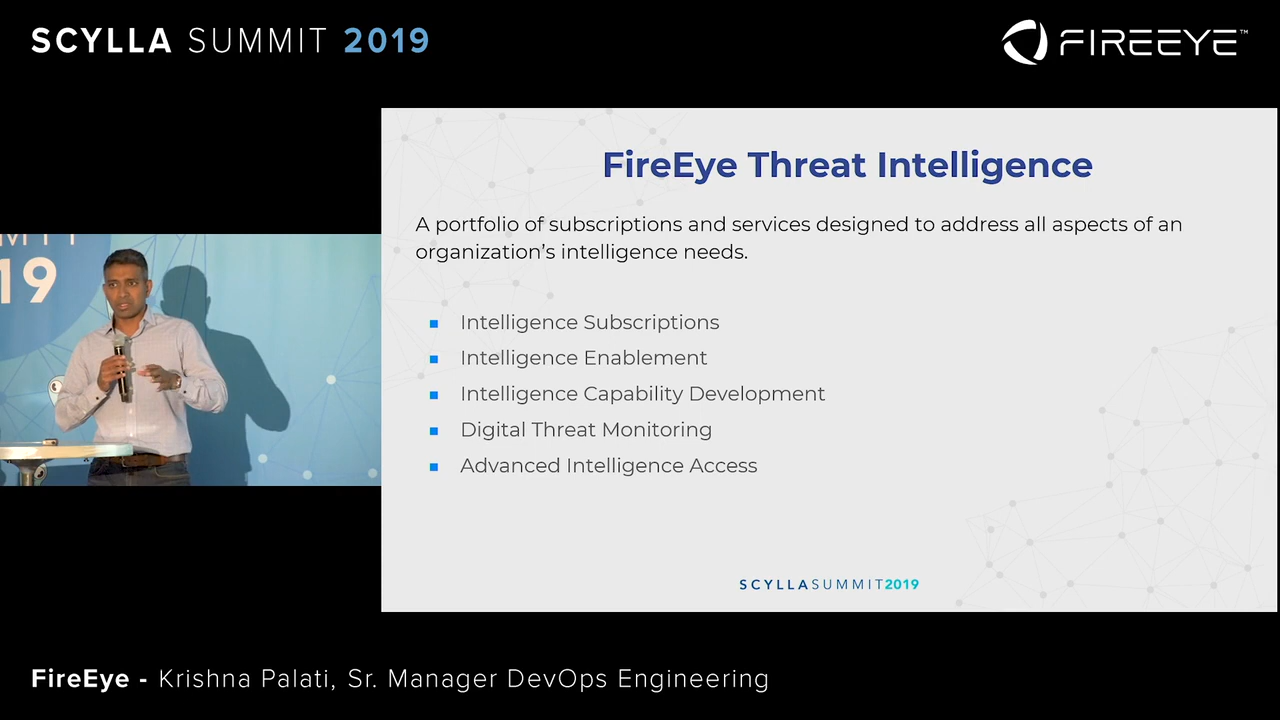 SCYLLA SUMMIT 2019
FIREEYE™
19
FireEye Threat Intelligence
A portfolio of subscriptions and services designed to address all aspects of an
organization’s intelligence needs.
Intelligence Subscriptions
Intelligence Enablement
Intelligence Capability Development
Digital Threat Monitoring
Advanced Intelligence Access
SCYLLASUMMIT2019
FireEye - Krishna Palati, Sr. Manager DevOps Engineering